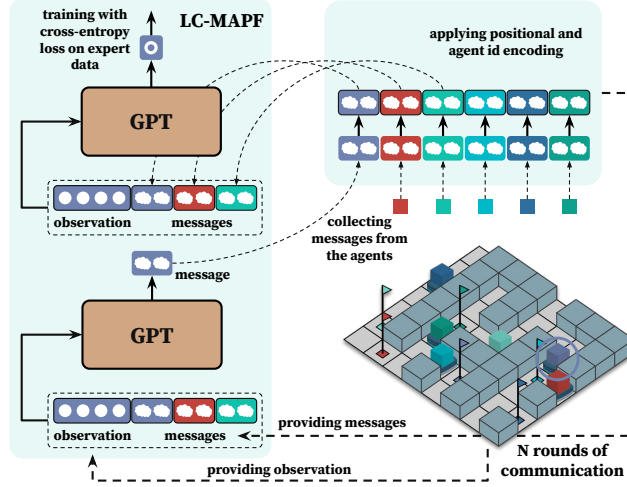 training with
cross-entropy
loss on expert
data
LC-MAPF
applying positional and
agent id encoding
GPT
observation
messages
collecting
messages from
the agents
message
GPT
observation
messages
providing messages
providing observation
N rounds of
communication